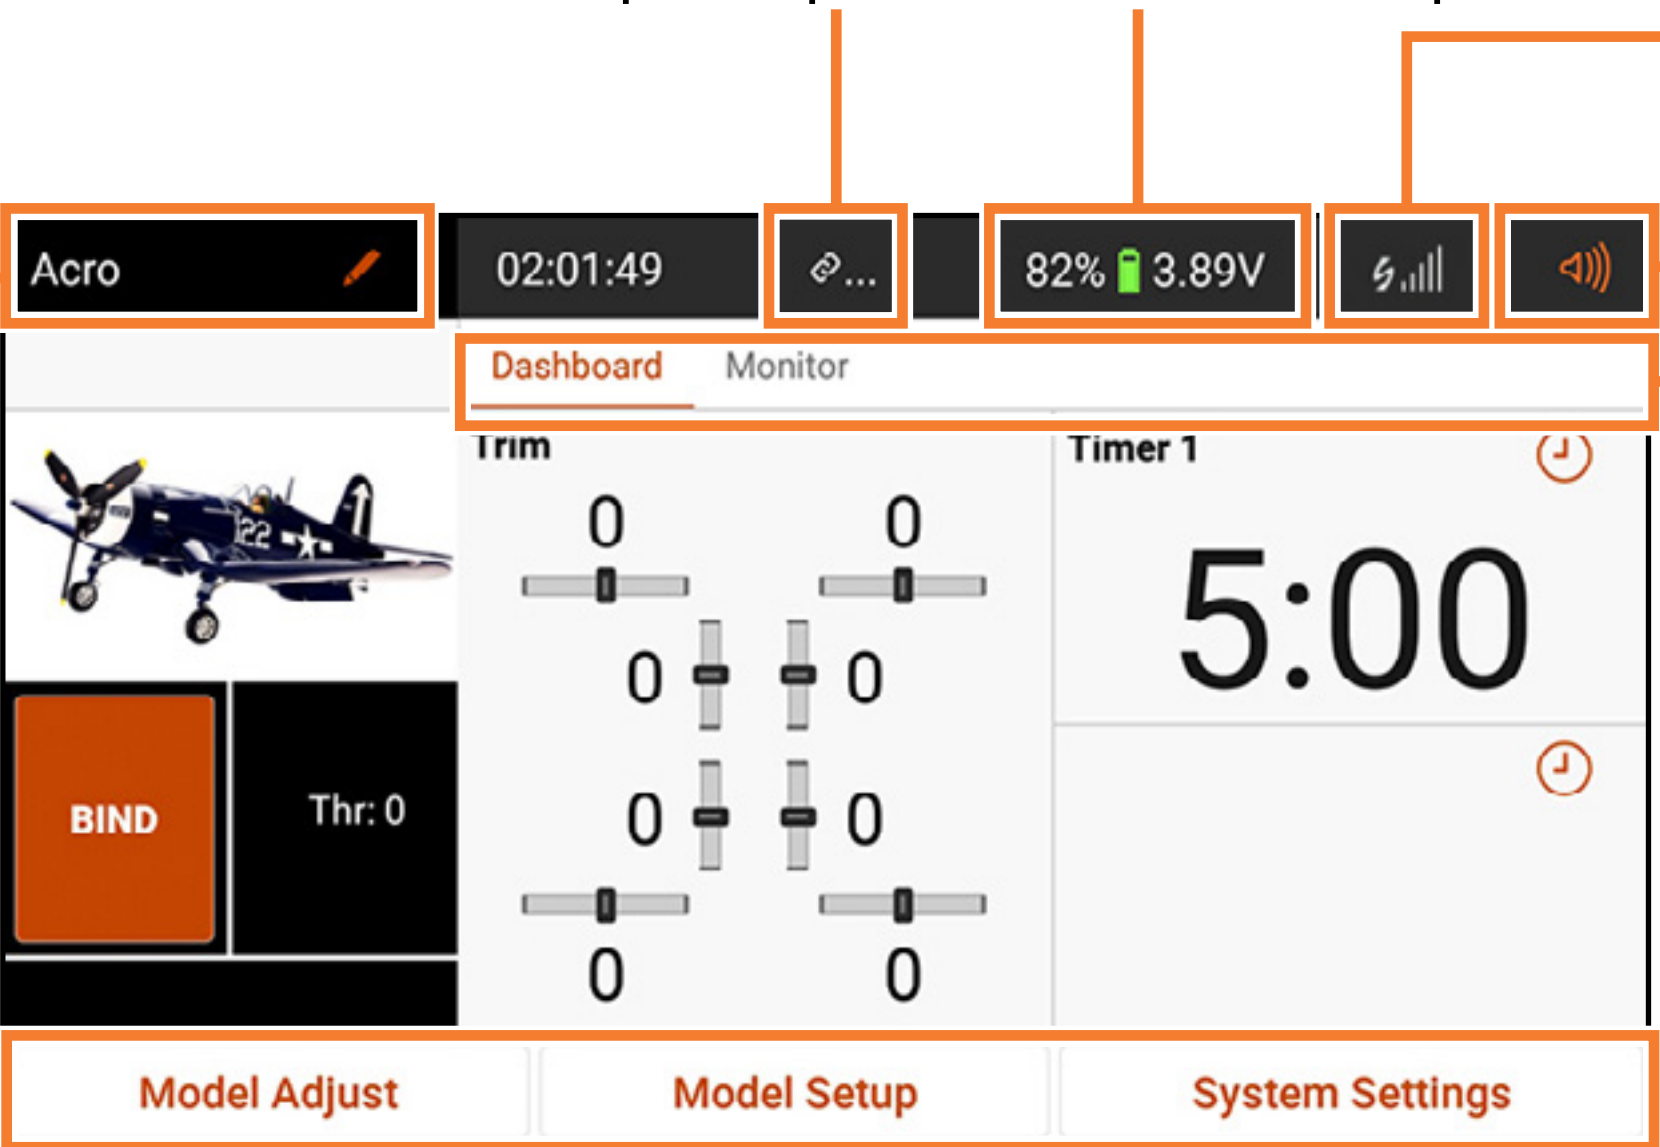 Acro
02:01:49
...
82% 3.89V
Dashboard Monitor
Trim
Timer 1
0 0
5:00
0 0
122
BIND
Thr: 0
0 0
0 0
Model Adjust
Model Setup
System Settings